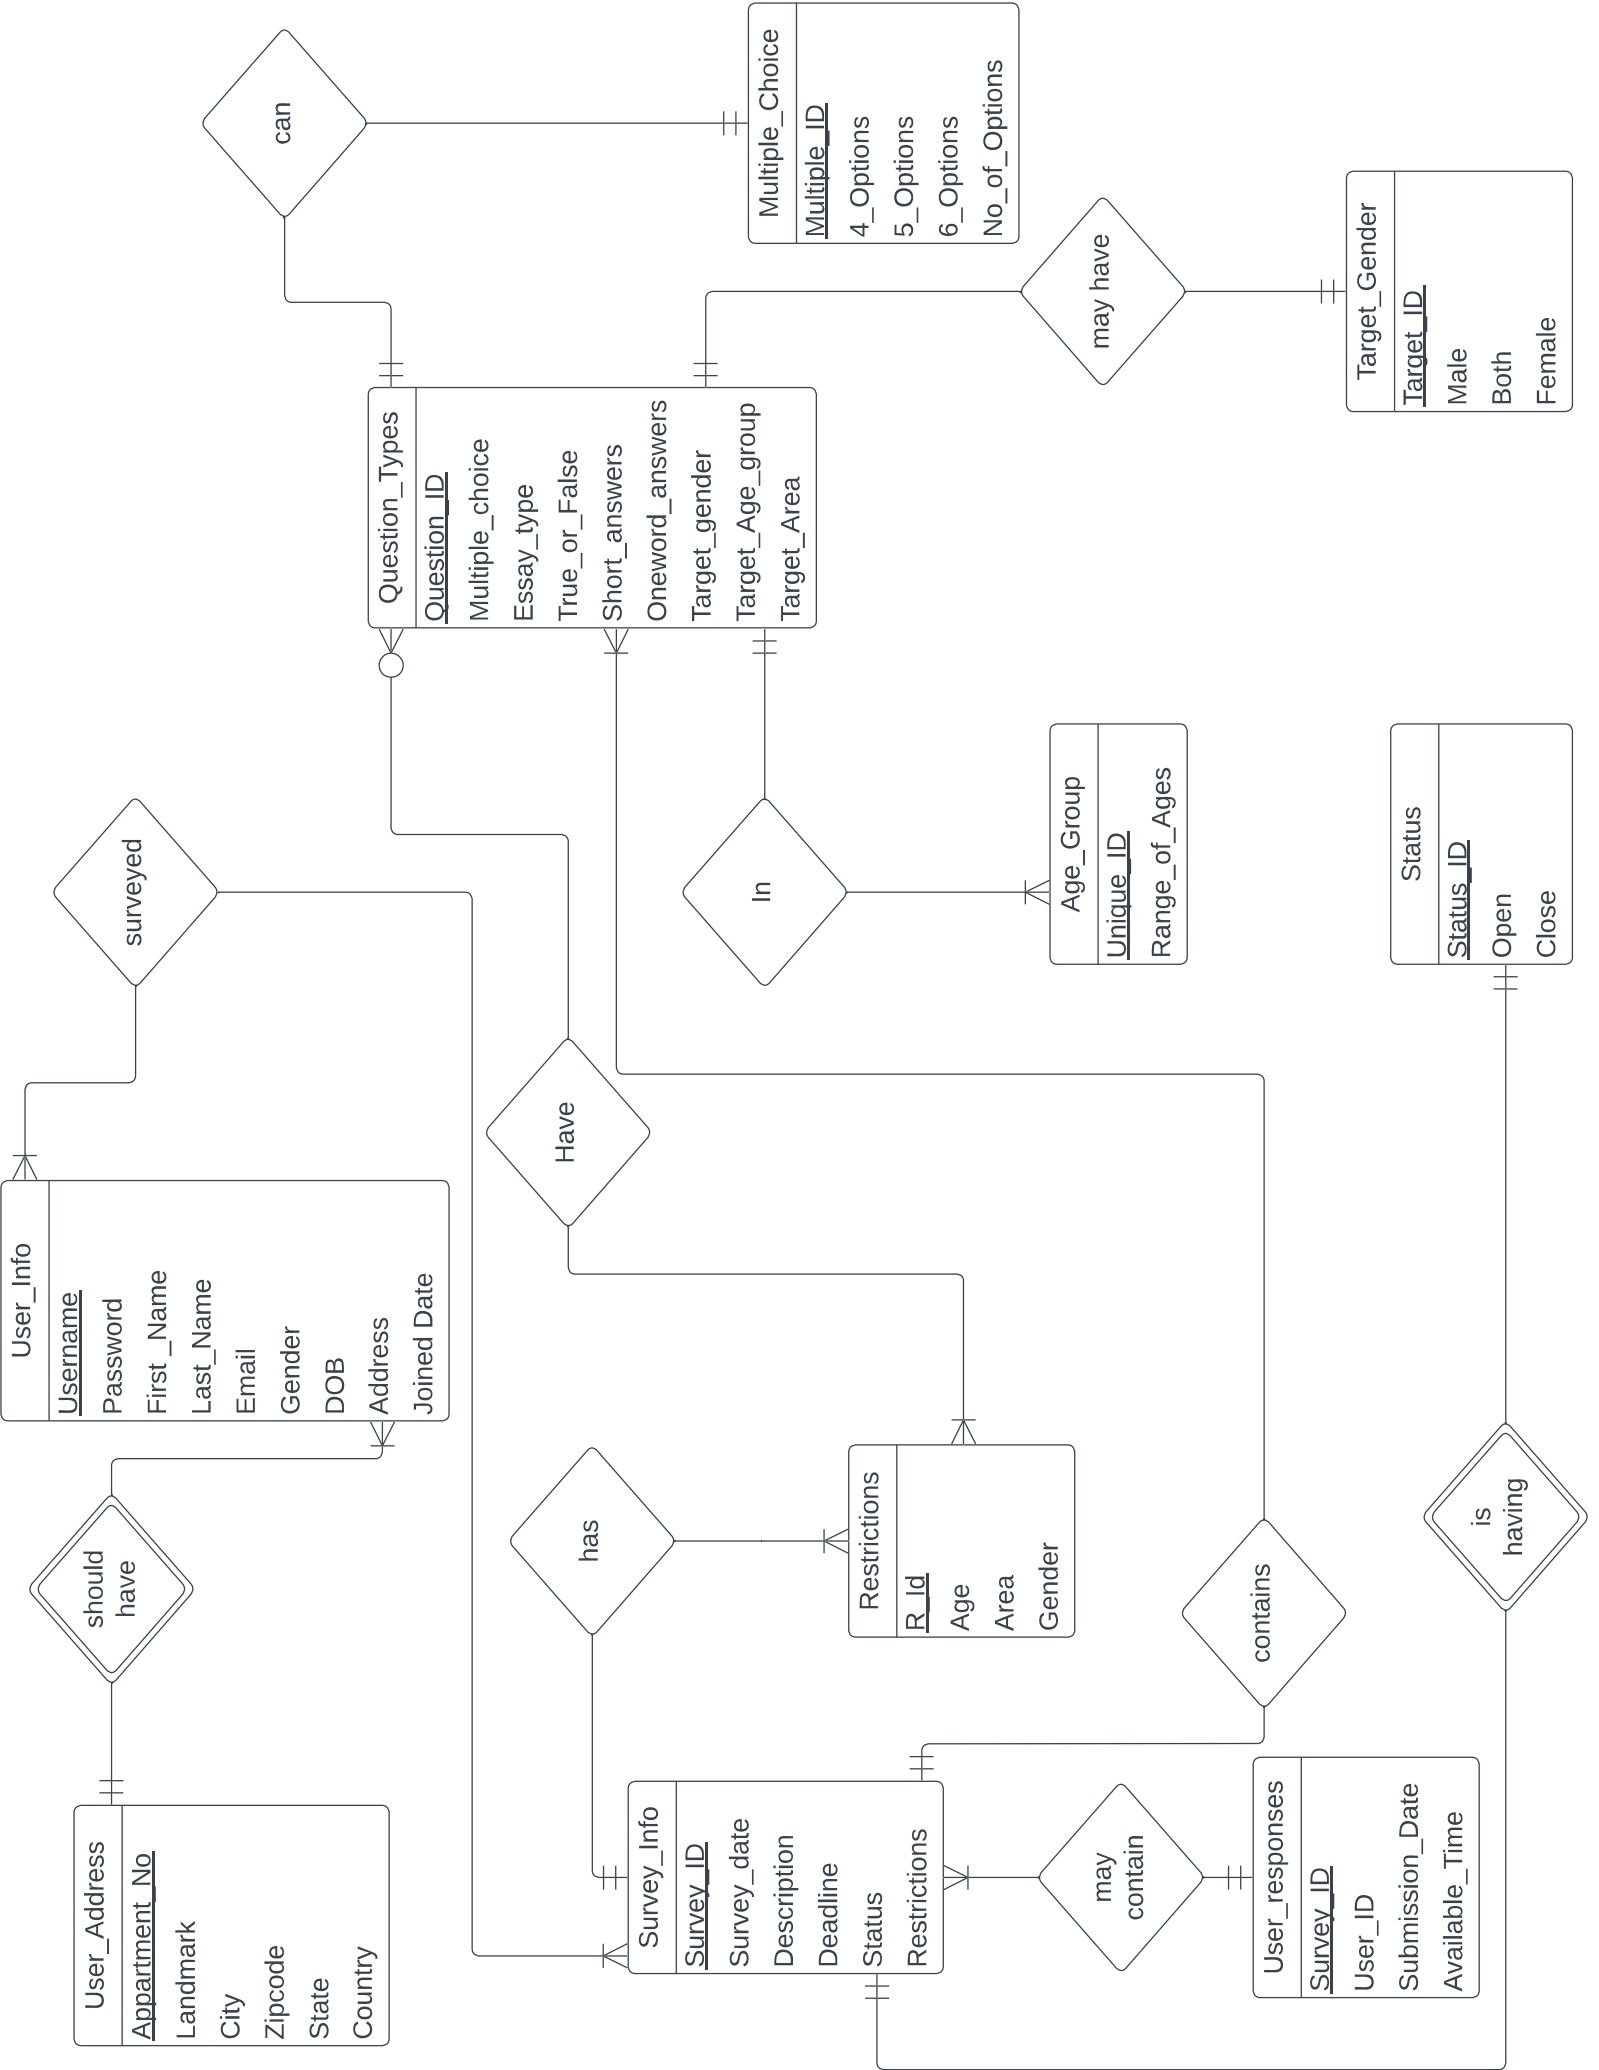 User_Address
Appartment_No
Landmark
City
Zipcode
State
Country
should
have
User_Info
Username
Password
First _Name
Last_Name
Email
Gender
DOB
Address
Joined Date
surveyed
can
Survey_Info
Survey_ID
Survey_date
Description
Deadline
Status
Restrictions
has
Have
Question_Types
Question_ID
Multiple_choice
Essay_type
True_or_False
Short_answers
Oneword_answers
Target_gender
Target_Age_group
Target_Area
Multiple_Choice
Multiple_ID
4_Options
5_Options
6_Options
No_of_Options
Restrictions
R_Id
Age
Area
Gender
In
may have
may
contain
Age_Group
Unique_ID
Range_of_Ages
Target_Gender
Target_ID
Male
Both
Female
User_responses
Survey_ID
User_ID
Submission_Date
Available_Time
contains
is
having
Status
Status_ID
Open
Close